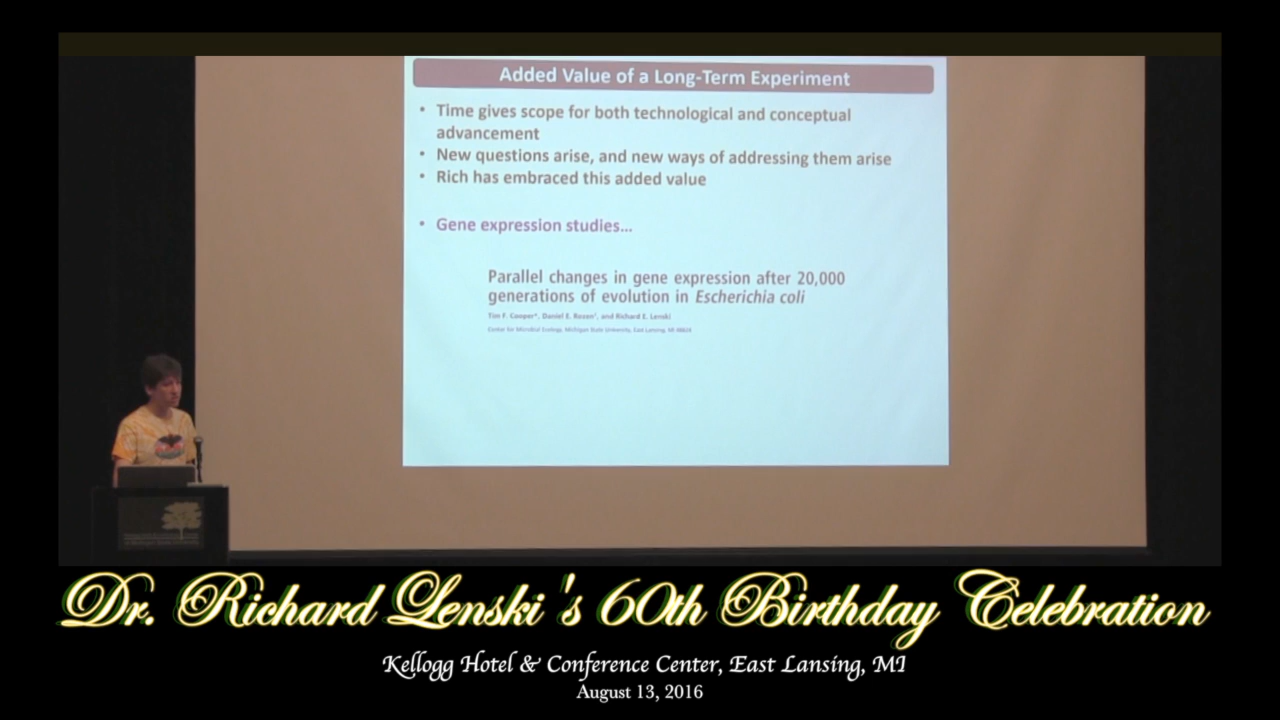 Added Value of a Long-Term Experiment
• Time gives scope for both technological and conceptual
advancement
• New questions arise, and new ways of addressing them arise
• Rich has embraced this added value
• Gene expression studies...
Parallel changes in gene expression after 20,000
generations of evolution in Escherichia coli
Tim F. Cooper*, Daniel E. Rozen†, and Richard E. Lenski
Center for Microbial Ecology, Michigan State University, East Lansing, MI 48824
Dr. Richard Lenski's 60th Birthday Celebration
Kellogg Hotel & Conference Center, East Lansing, MI
August 13, 2016